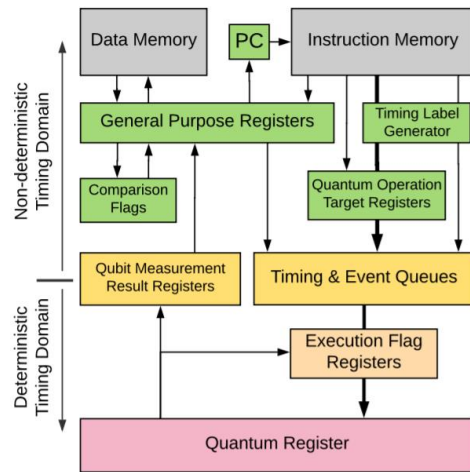 Data Memory
PC
Instruction Memory
General Purpose Registers
Timing Label
Generator
Comparison
Flags
Quantum Operation
Target Registers
Non-deterministic
Timing Domain
Qubit Measurement
Result Registers
Timing & Event Queues
Deterministic
Timing Domain
Execution Flag
Registers
Quantum Register